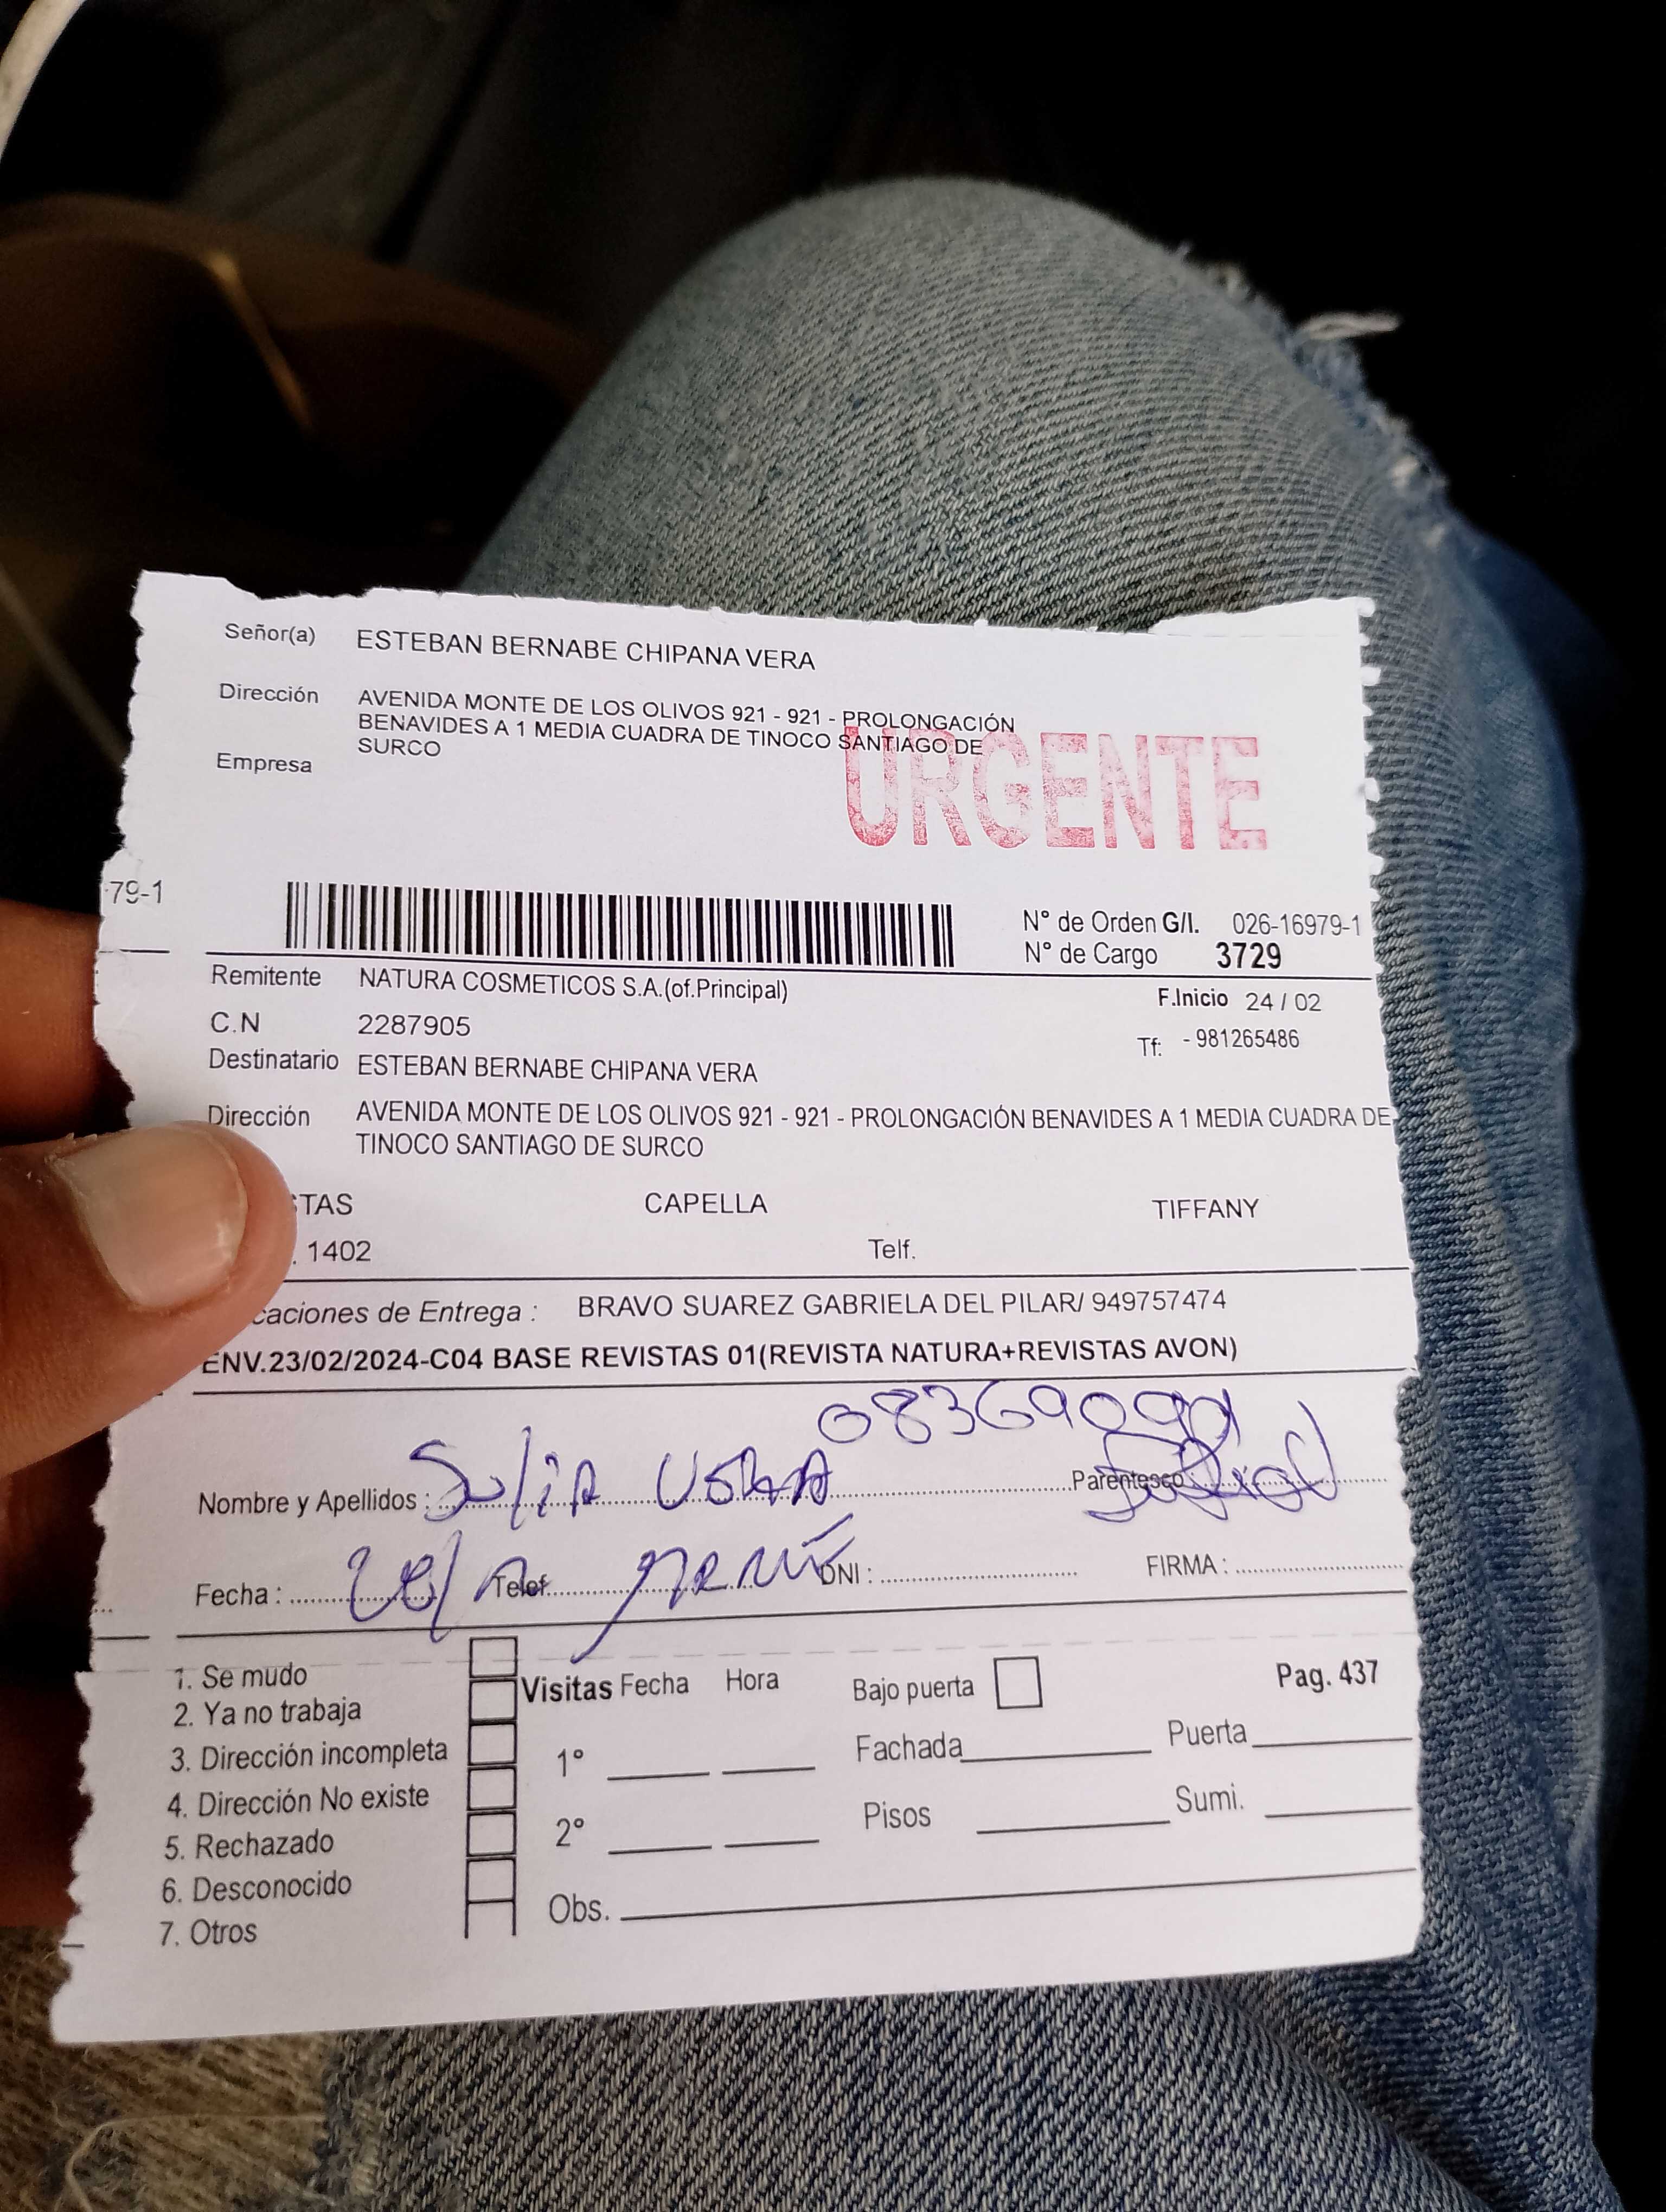 Señor(a) ESTEBAN BERNABE CHIPANA VERA
Dirección AVENIDA MONTE DE LOS OLIVOS 921 - 921 - PROLONGACIÓN
BENAVIDES A 1 MEDIA CUADRA DE TINOCO SANTIAGO DE
SURCO
Empresa
URGENTE
79-1
N° de Orden G/I. 026-16979-1
N° de Cargo 3729
Remitente NATURA COSMETICOS S.A.(of.Principal)
F.Inicio 24 / 02
C.N 2287905
Tf: - 981265486
Destinatario ESTEBAN BERNABE CHIPANA VERA
Dirección AVENIDA MONTE DE LOS OLIVOS 921 - 921 - PROLONGACIÓN BENAVIDES A 1 MEDIA CUADRA DE
TINOCO SANTIAGO DE SURCO
STAS CAPELLA TIFFANY
. 1402 Telf.
caciones de Entrega : BRAVO SUAREZ GABRIELA DEL PILAR/ 949757474
ENV.23/02/2024-C04 BASE REVISTAS 01(REVISTA NATURA+REVISTAS AVON)
Nombre y Apellidos : Parentesco :
Fecha : Telef. DNI : FIRMA :
1. Se mudo
2. Ya no trabaja
3. Dirección incompleta
4. Dirección No existe
5. Rechazado
6. Desconocido
7. Otros
Visitas Fecha Hora Bajo puerta Pag. 437
1° Fachada Puerta
2° Pisos Sumi.
Obs.